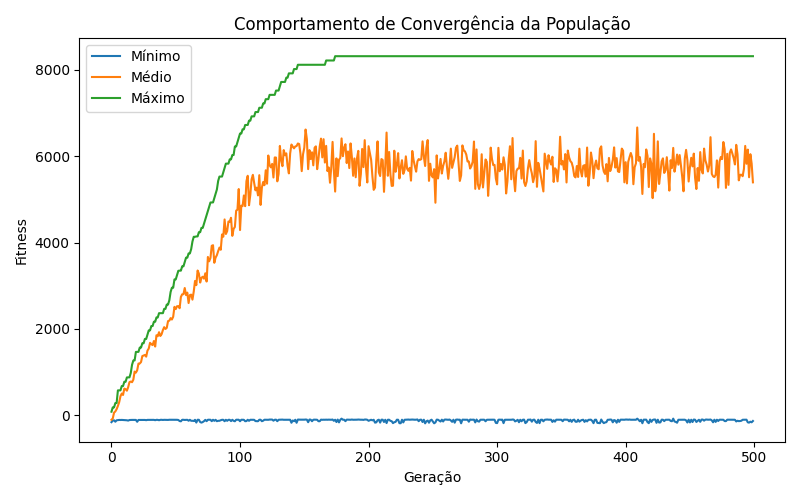 Comportamento de Convergência da População
Mínimo
Médio
Máximo
Fitness
8000
6000
4000
2000
0
0 100 200 300 400 500
Geração